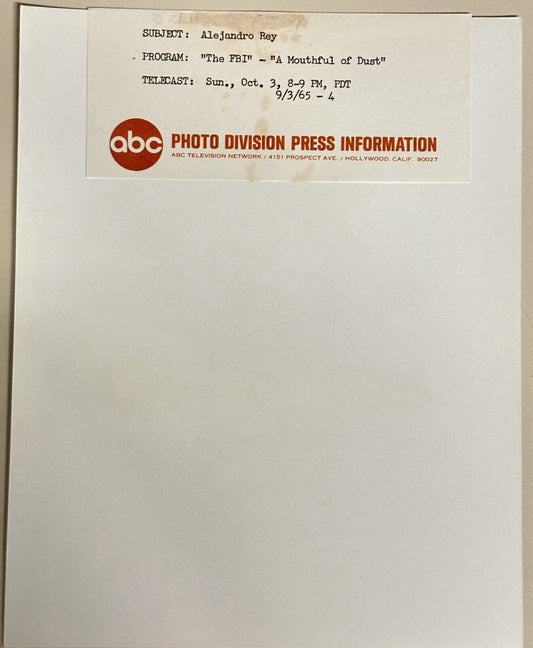 SUBJECT: Alejandro Rey
PROGRAM: "The FBI" - "A Mouthful of Dust"
TELECAST: Sun., Oct. 3, 8-9 PM, PDT
9/3/65 - 4
abc PHOTO DIVISION PRESS INFORMATION
ABC TELEVISION NETWORK / 4151 PROSPECT AVE. / HOLLYWOOD, CALIF. 90027